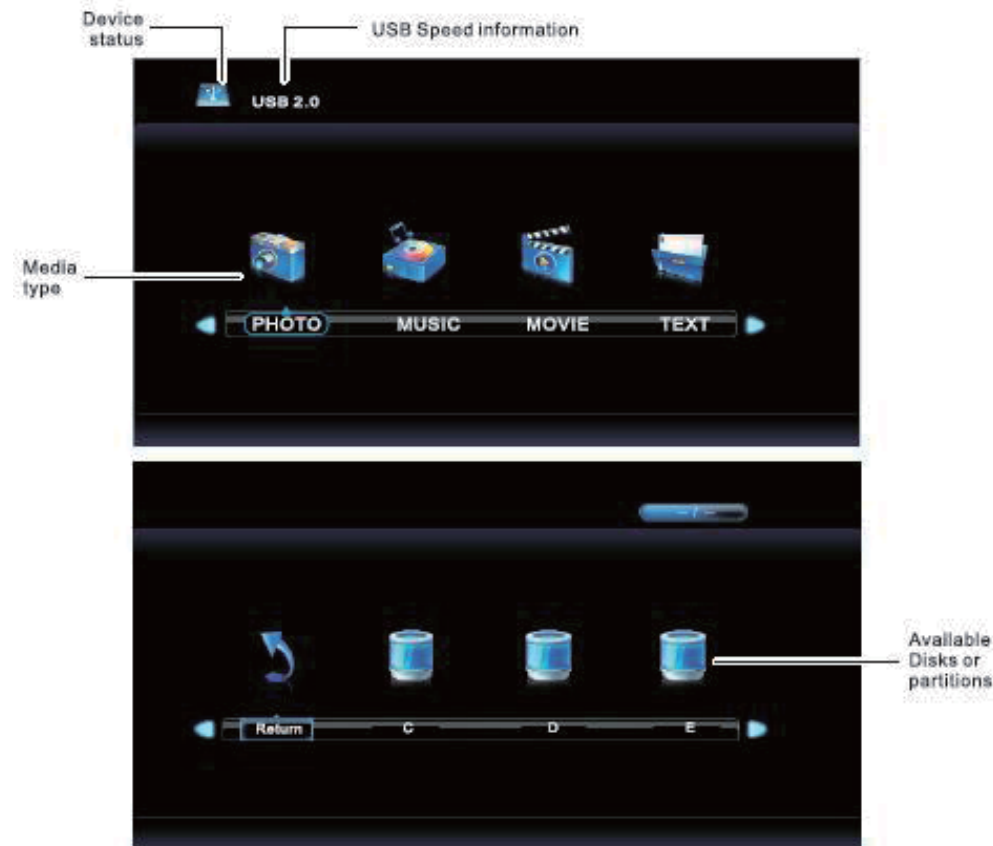 Device
status
USB Speed information
USB 2.0
Media
type
PHOTO MUSIC MOVIE TEXT
- / -
Available
Disks or
partitions
Return C D E